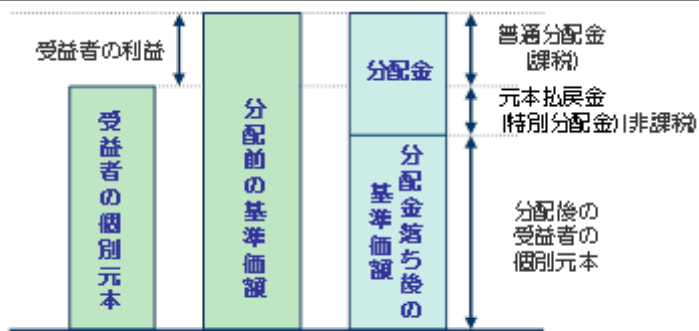 受益者の利益
受益者の個別元本
分配前の基準価額
分配金
分配金落ち後の
基準価額
普通分配金
(課税)
元本払戻金
(特別分配金)(非課税)
分配後の
受益者の
個別元本